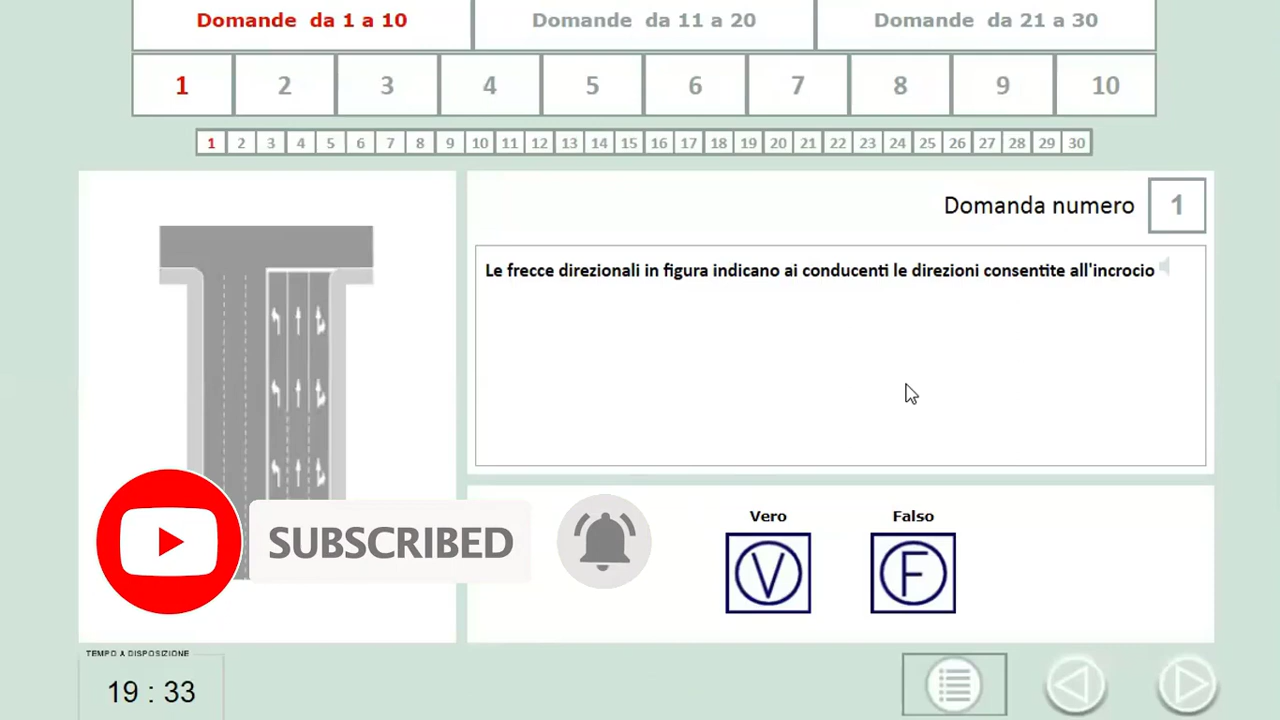 Domande da 1 a 10
Domande da 11 a 20
Domande da 21 a 30
1 2 3 4 5 6 7 8 9 10
1 2 3 4 5 6 7 8 9 10 11 12 13 14 15 16 17 18 19 20 21 22 23 24 25 26 27 28 29 30
Domanda numero 1
Le frecce direzionali in figura indicano ai conducenti le direzioni consentite all'incrocio
SUBSCRIBED
Vero Falso
V F
TEMPO A DISPOSIZIONE
19 : 33